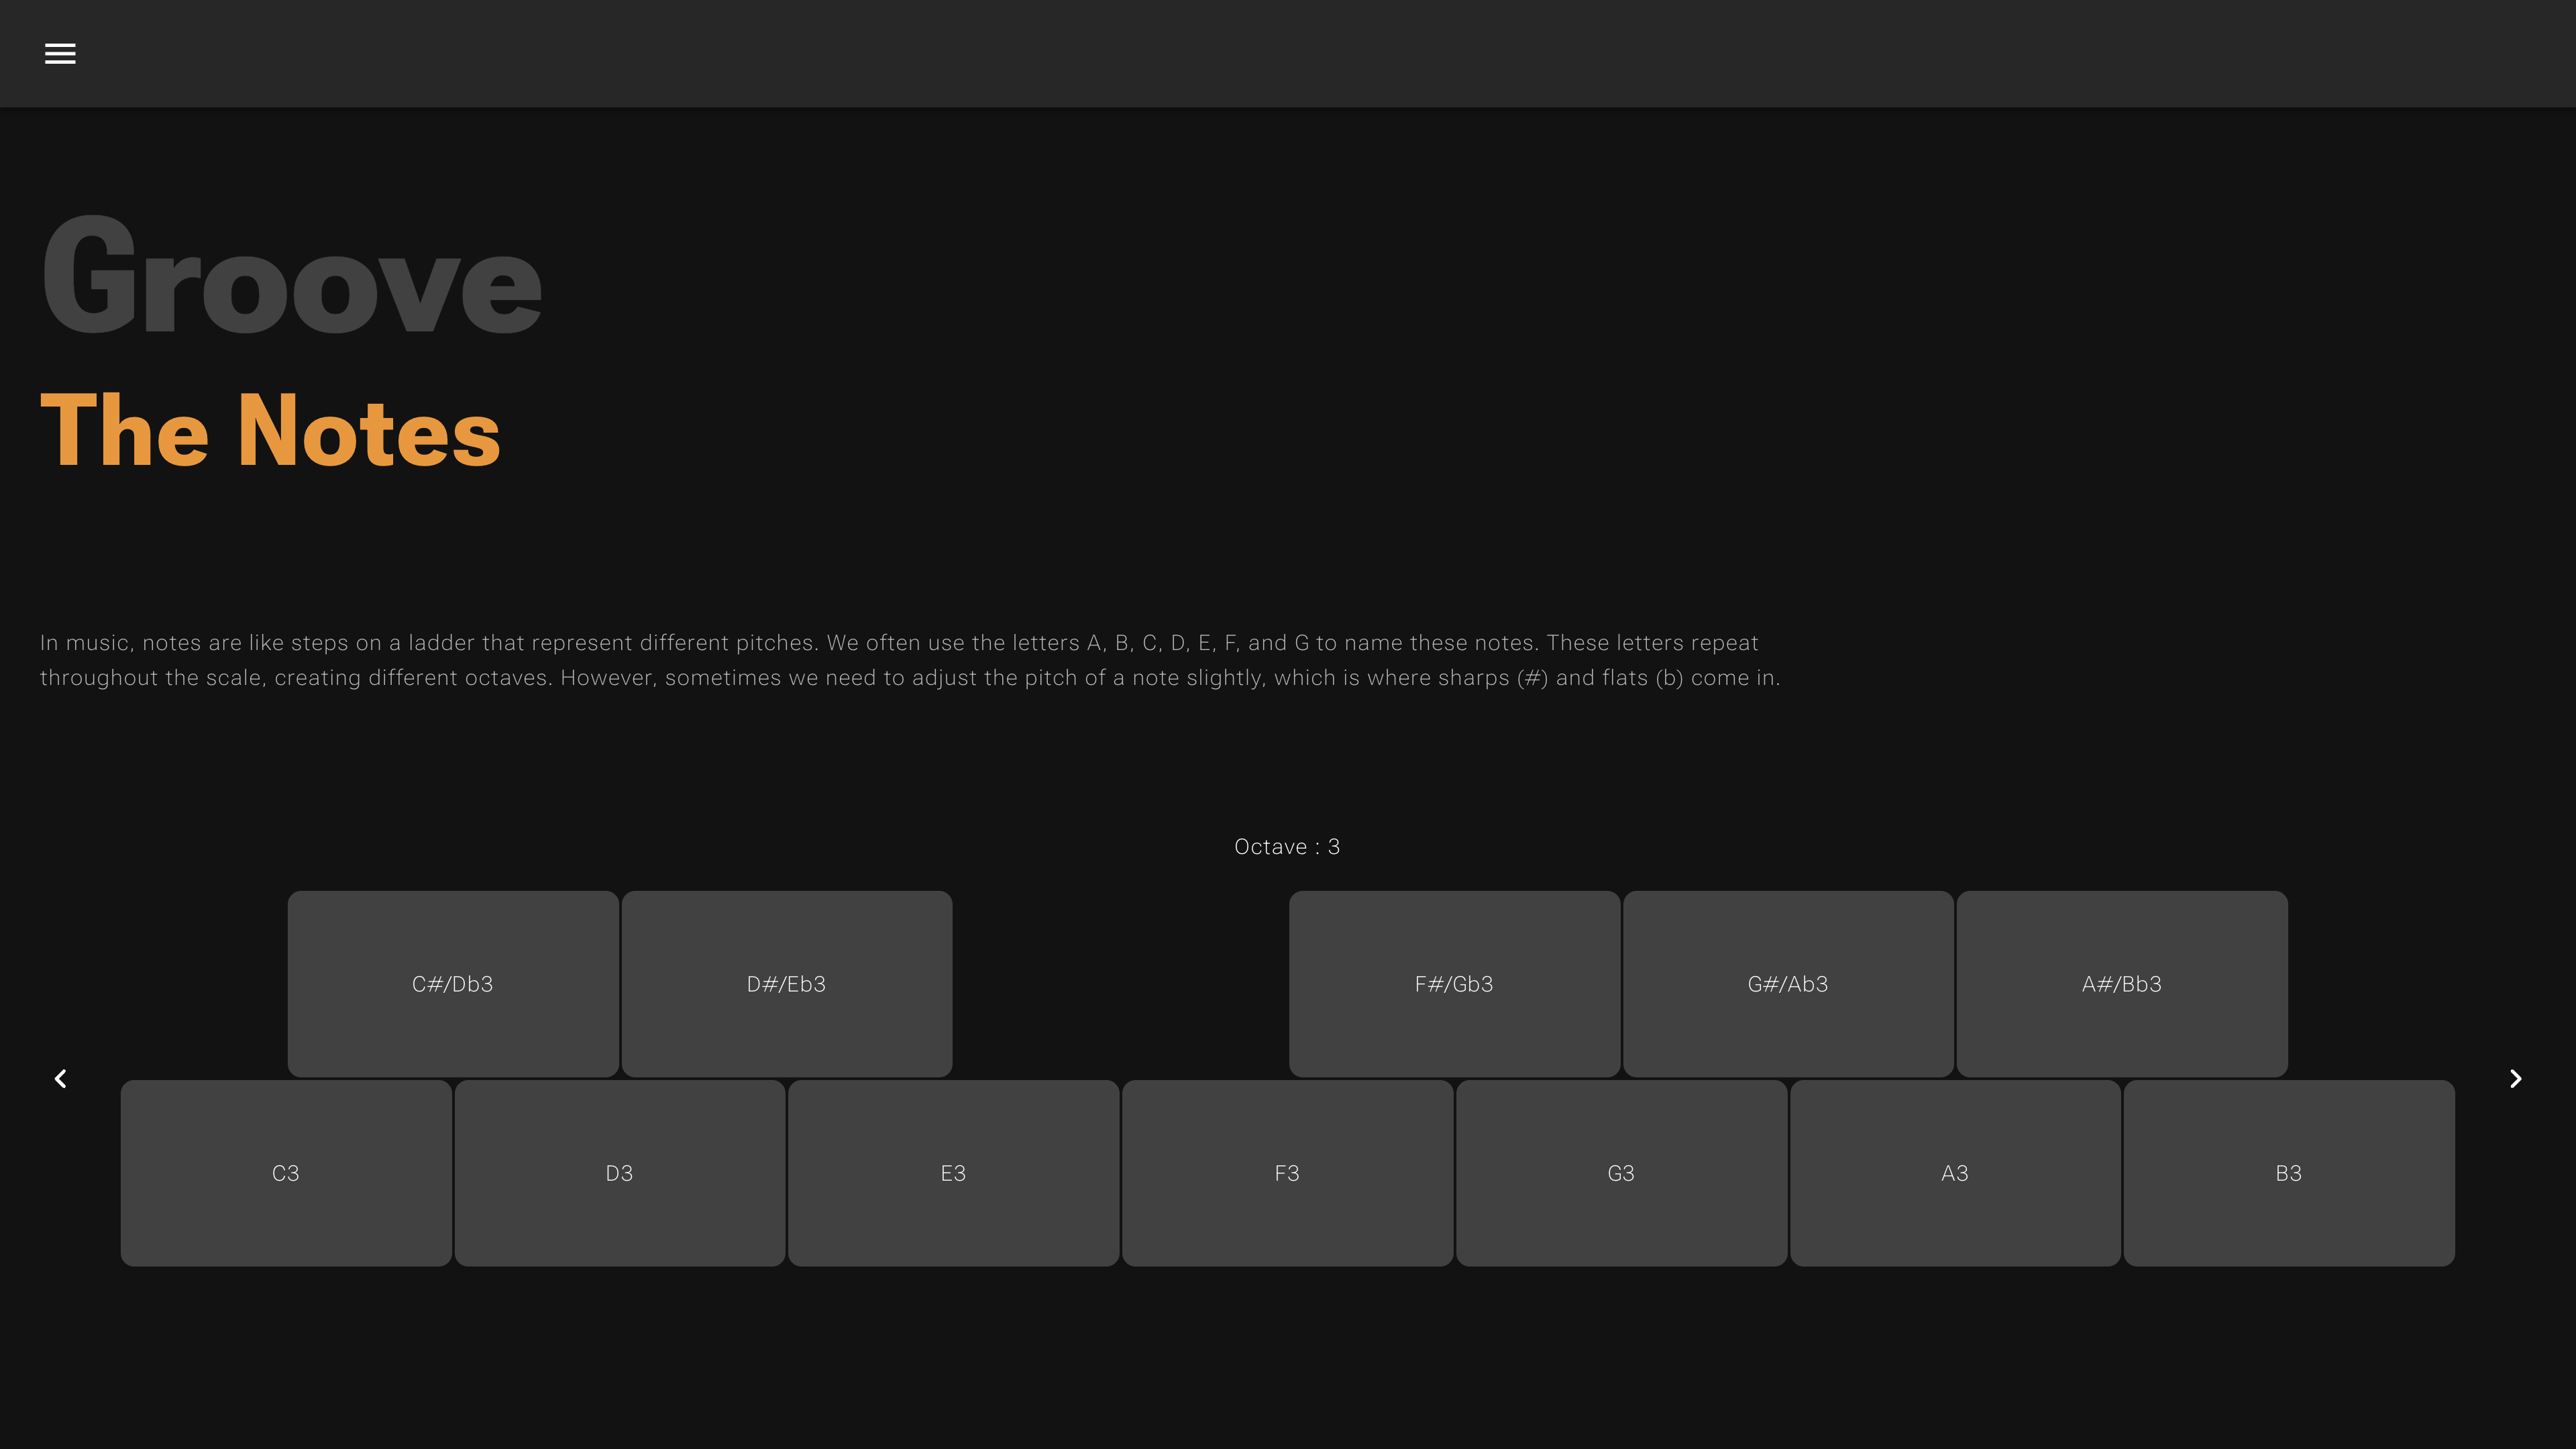 Groove
The Notes
In music, notes are like steps on a ladder that represent different pitches. We often use the letters A, B, C, D, E, F, and G to name these notes. These letters repeat
throughout the scale, creating different octaves. However, sometimes we need to adjust the pitch of a note slightly, which is where sharps (#) and flats (b) come in.
Octave : 3
C#/Db3 D#/Eb3 F#/Gb3 G#/Ab3 A#/Bb3
C3 D3 E3 F3 G3 A3 B3